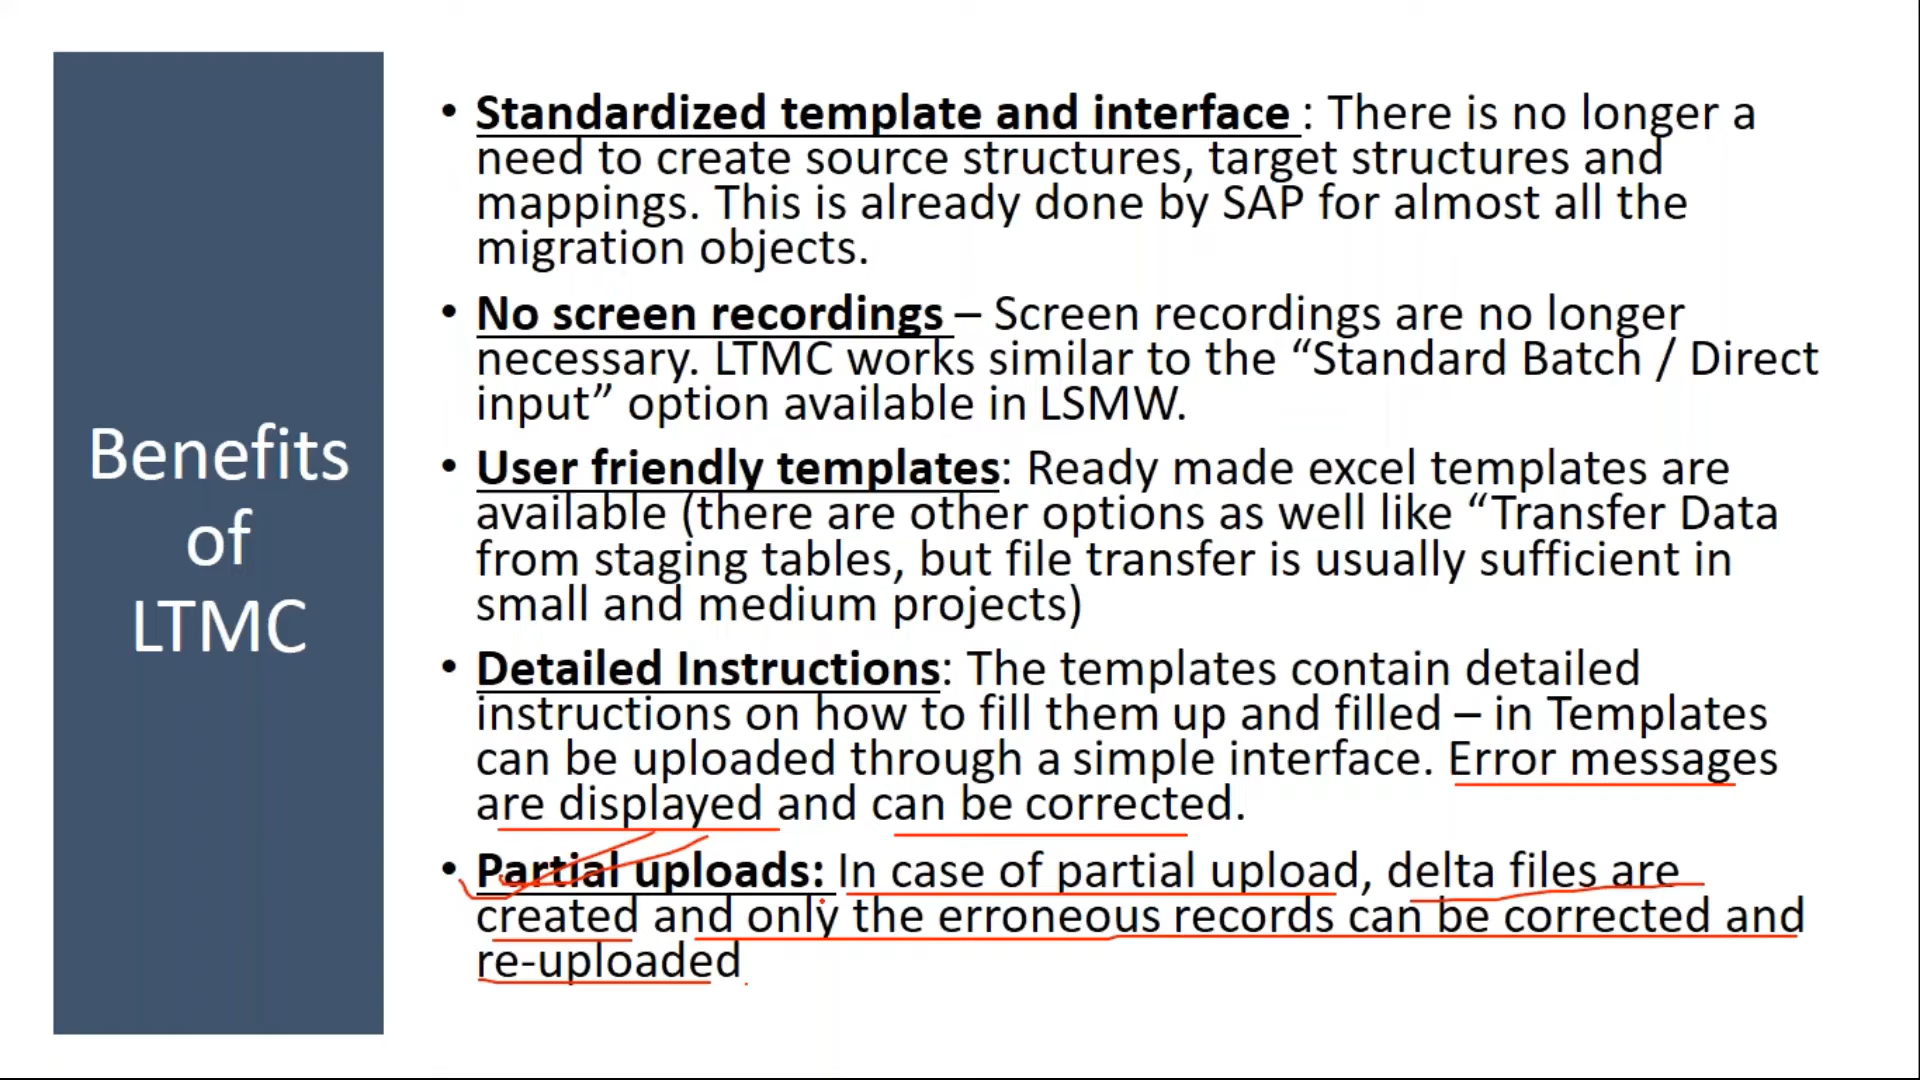 Benefits
of
LTMC
• Standardized template and interface : There is no longer a
need to create source structures, target structures and
mappings. This is already done by SAP for almost all the
migration objects.
• No screen recordings – Screen recordings are no longer
necessary. LTMC works similar to the “Standard Batch / Direct
input” option available in LSMW.
• User friendly templates: Ready made excel templates are
available (there are other options as well like “Transfer Data
from staging tables, but file transfer is usually sufficient in
small and medium projects)
• Detailed Instructions: The templates contain detailed
instructions on how to fill them up and filled – in Templates
can be uploaded through a simple interface. Error messages
are displayed and can be corrected.
• Partial uploads: In case of partial upload, delta files are
created and only the erroneous records can be corrected and
re-uploaded